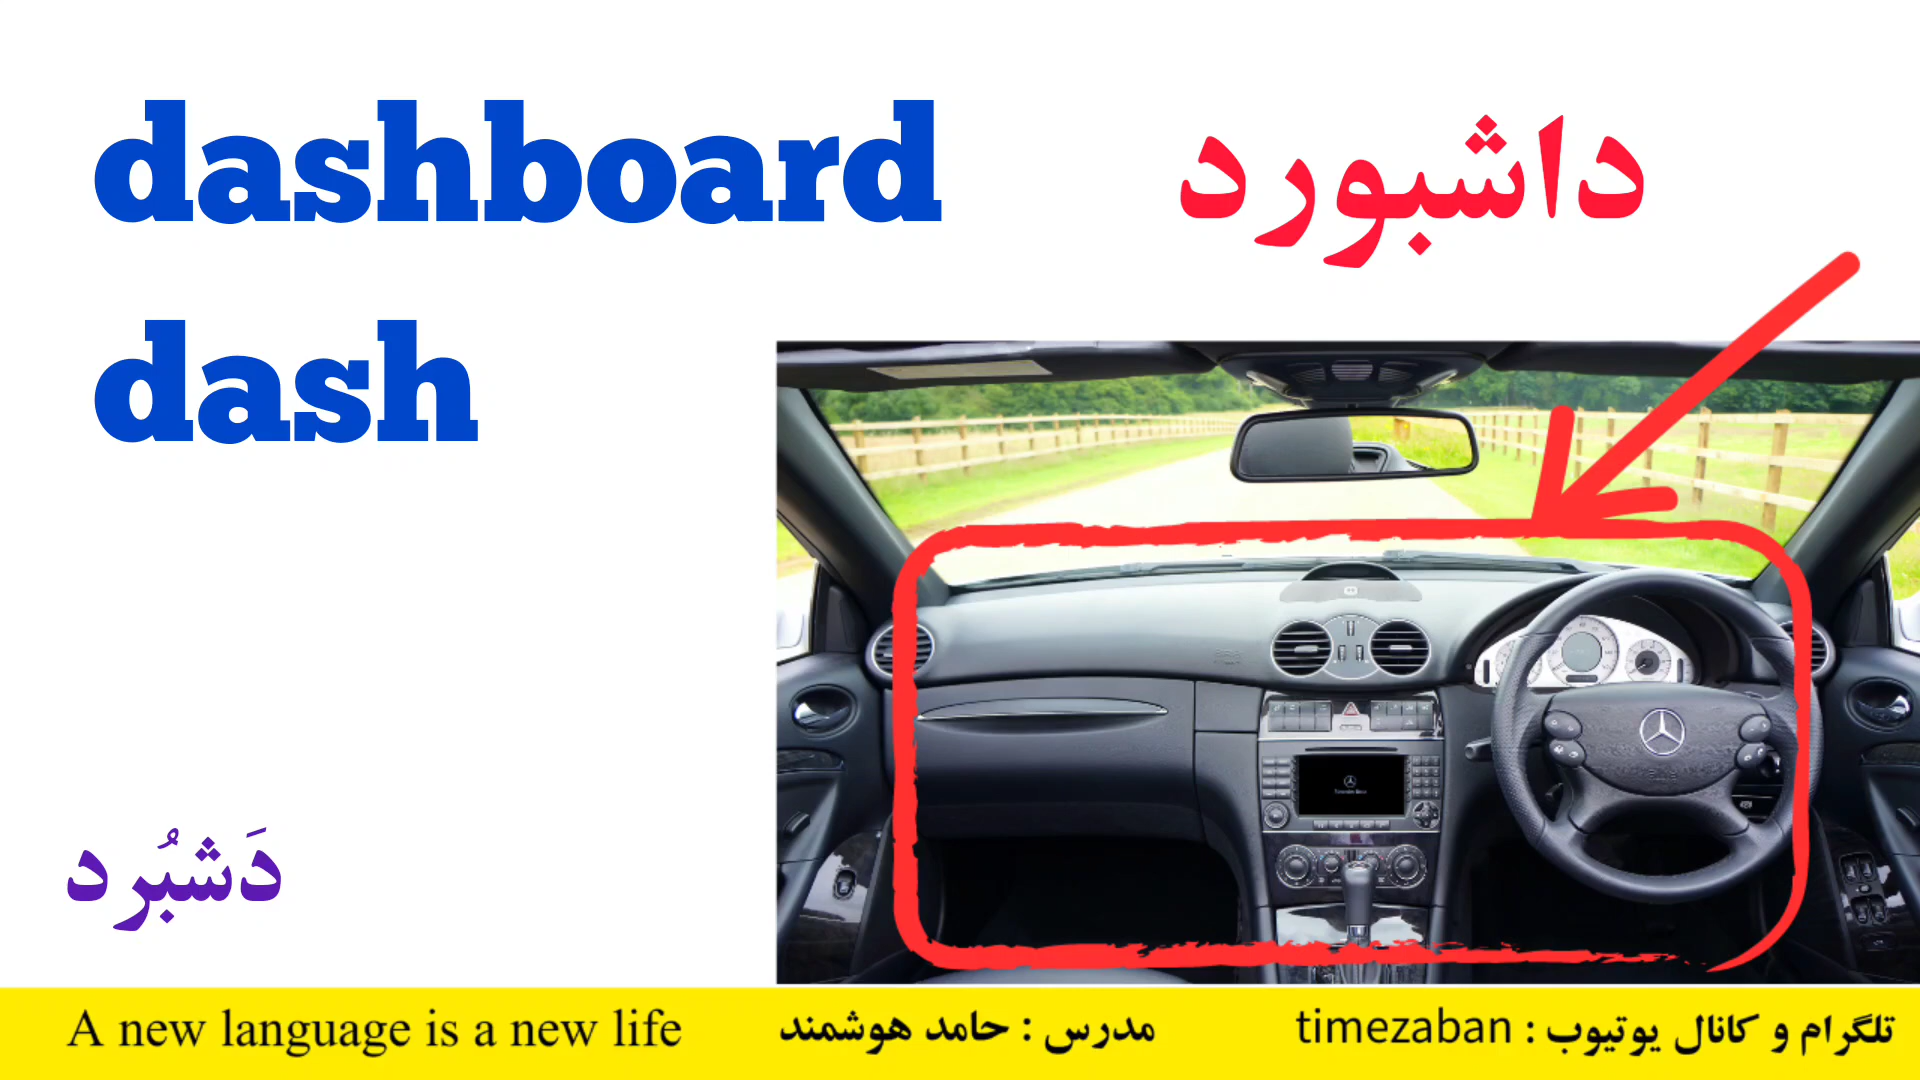 dashboard
داشبورد
dash
دَشبُرد
A new language is a new life
مدرس : حامد هوشمند
تلگرام و کانال یوتیوب : timezaban